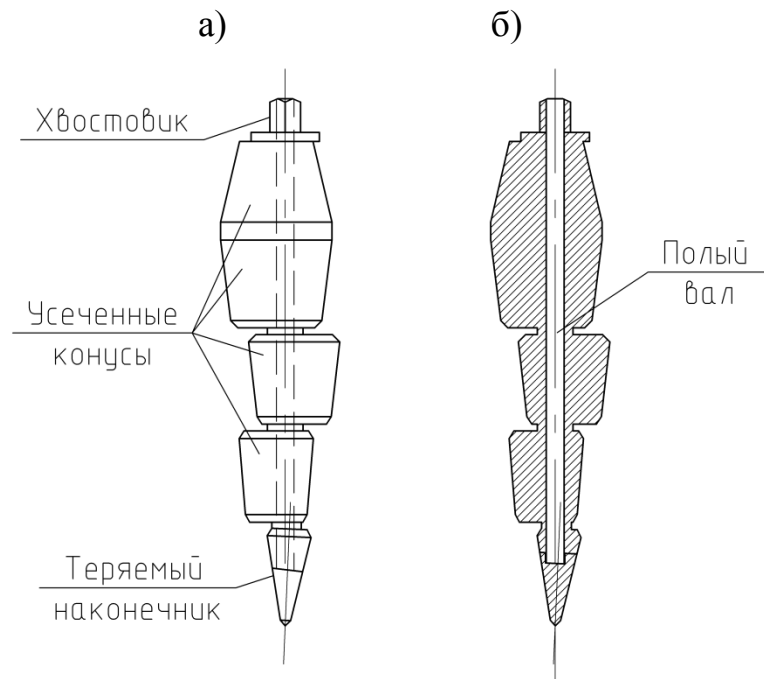 а)
б)
Хвостовик
Полый
вал
Усеченные
конусы
Теряемый
наконечник